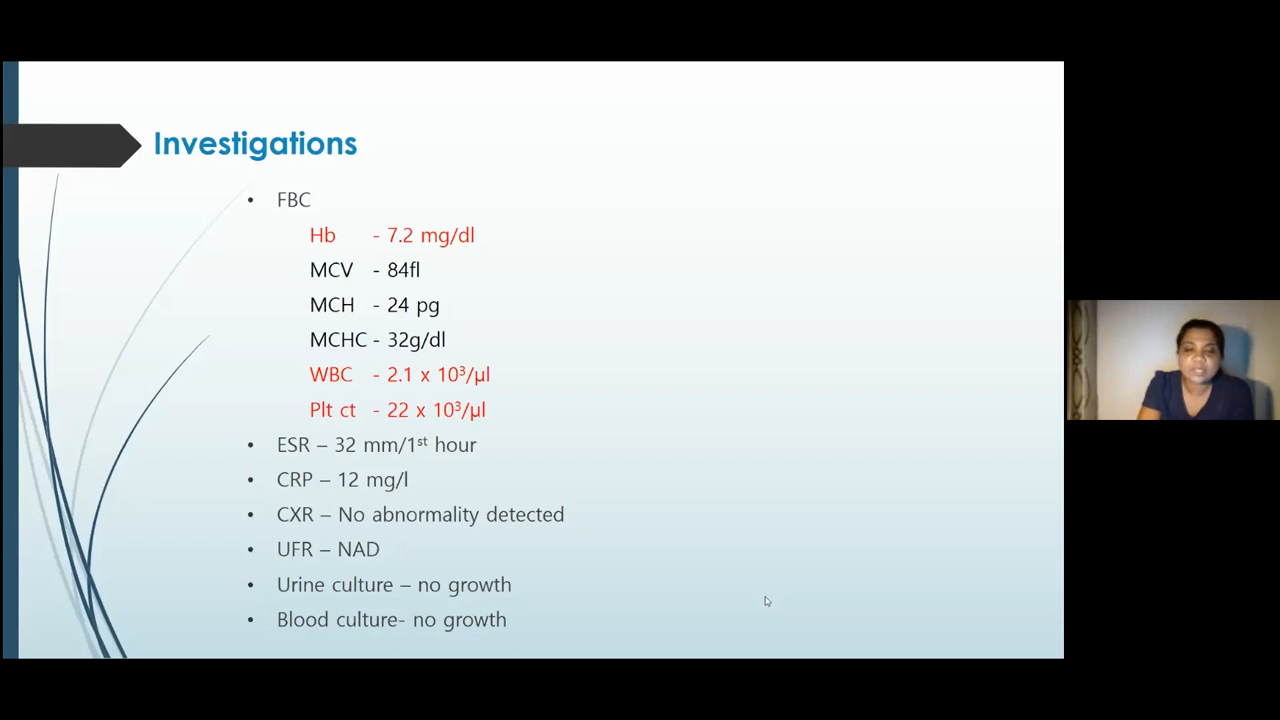 Investigations
• FBC
Hb - 7.2 mg/dl
MCV - 84fl
MCH - 24 pg
MCHC - 32g/dl
WBC - 2.1 x 10³/µl
Plt ct - 22 x 10³/µl
• ESR – 32 mm/1st hour
• CRP – 12 mg/l
• CXR – No abnormality detected
• UFR – NAD
• Urine culture – no growth
• Blood culture- no growth